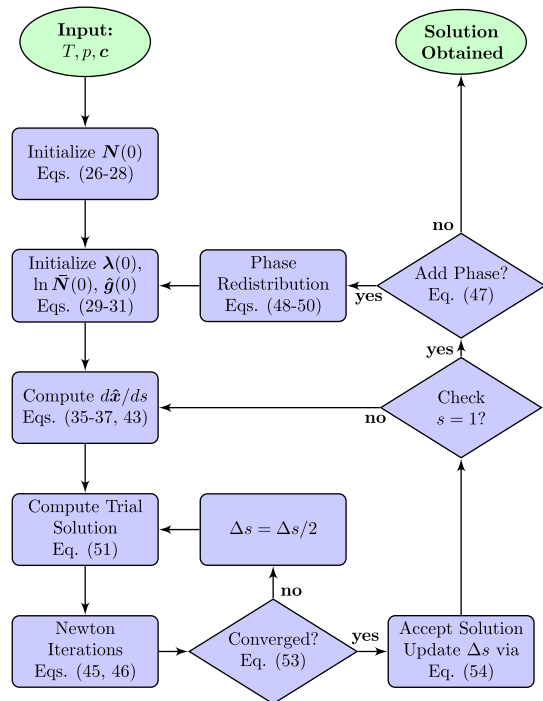 Input:
T, p, c
Solution
Obtained
Initialize N(0)
Eqs. (26-28)
no
Initialize λ(0),
ln N̄(0), ĝ(0)
Eqs. (29-31)
Phase
Redistribution
Eqs. (48-50)
yes
Add Phase?
Eq. (47)
yes
Compute dx̂/ds
Eqs. (35-37, 43)
no
Check
s = 1?
Compute Trial
Solution
Eq. (51)
Δs = Δs/2
no
Newton
Iterations
Eqs. (45, 46)
Converged?
Eq. (53)
yes
Accept Solution
Update Δs via
Eq. (54)